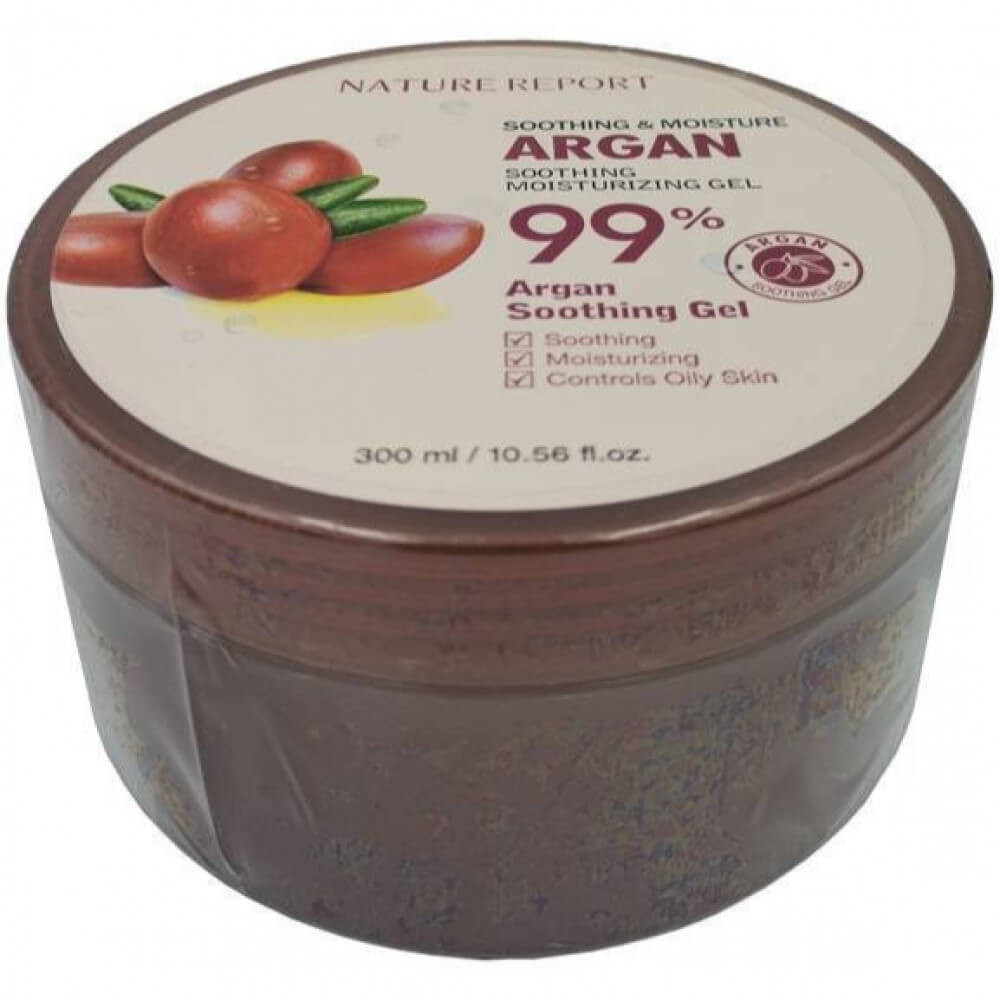 NATURE REPORT
SOOTHING & MOISTURE
ARGAN
SOOTHING
MOISTURIZING GEL
99%
ARGAN
SOOTHING GEL
Argan
Soothing Gel
☑ Soothing
☑ Moisturizing
☑ Controls Oily Skin
300 ml / 10.56 fl.oz.